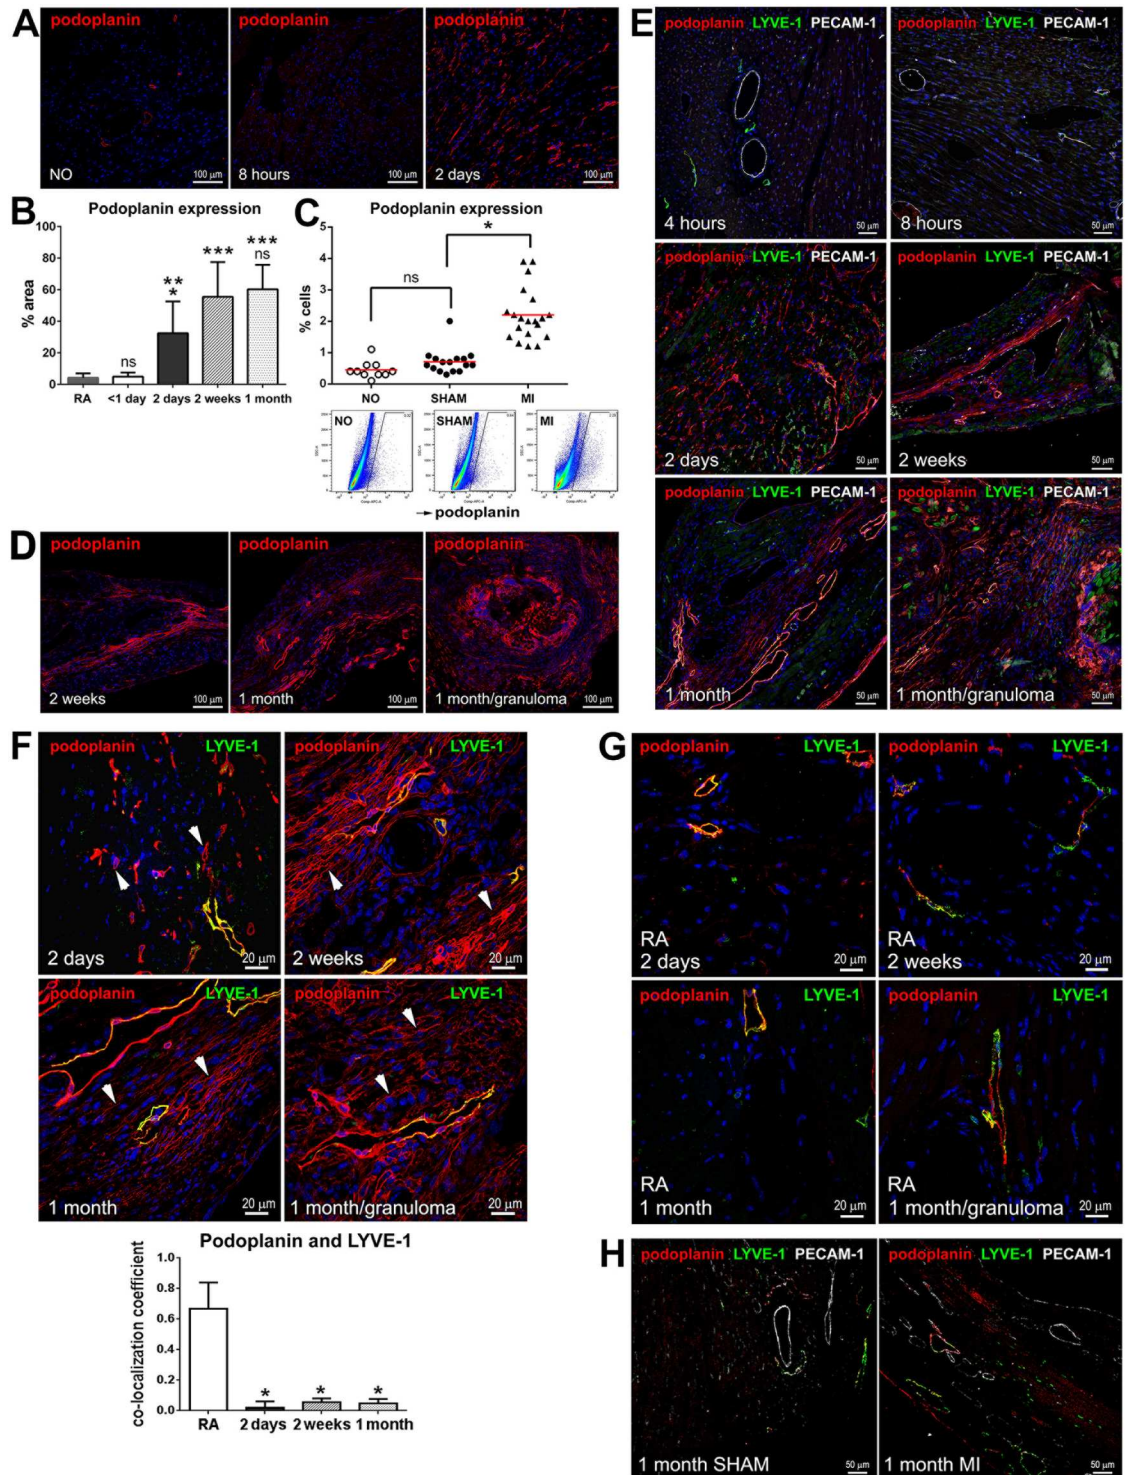 A
podoplanin
NO
100 µm
podoplanin
8 hours
100 µm
podoplanin
2 days
100 µm
B
Podoplanin expression
% area
100
80
60
40
20
0
ns
**
*
***
***
ns
RA <1 day 2 days 2 weeks 1 month
C
Podoplanin expression
% cells
5
4
3
2
1
0
ns
*
NO SHAM MI
NO
SHAM
MI
podoplanin
D
podoplanin
2 weeks
100 µm
podoplanin
1 month
100 µm
podoplanin
1 month/granuloma
100 µm
E
podoplanin LYVE-1 PECAM-1
4 hours
50 µm
podoplanin LYVE-1 PECAM-1
8 hours
50 µm
podoplanin LYVE-1 PECAM-1
2 days
50 µm
podoplanin LYVE-1 PECAM-1
2 weeks
50 µm
podoplanin LYVE-1 PECAM-1
1 month
50 µm
podoplanin LYVE-1 PECAM-1
1 month/granuloma
50 µm
F
podoplanin LYVE-1
2 days
20 µm
podoplanin LYVE-1
2 weeks
20 µm
podoplanin LYVE-1
1 month
20 µm
podoplanin LYVE-1
1 month/granuloma
20 µm
Podoplanin and LYVE-1
co-localization coefficient
1.0
0.8
0.6
0.4
0.2
0.0
* * *
RA 2 days 2 weeks 1 month
G
podoplanin LYVE-1
RA
2 days
20 µm
podoplanin LYVE-1
RA
2 weeks
20 µm
podoplanin LYVE-1
RA
1 month
20 µm
podoplanin LYVE-1
RA
1 month/granuloma
20 µm
H
podoplanin LYVE-1 PECAM-1
1 month SHAM
50 µm
podoplanin LYVE-1 PECAM-1
1 month MI
50 µm